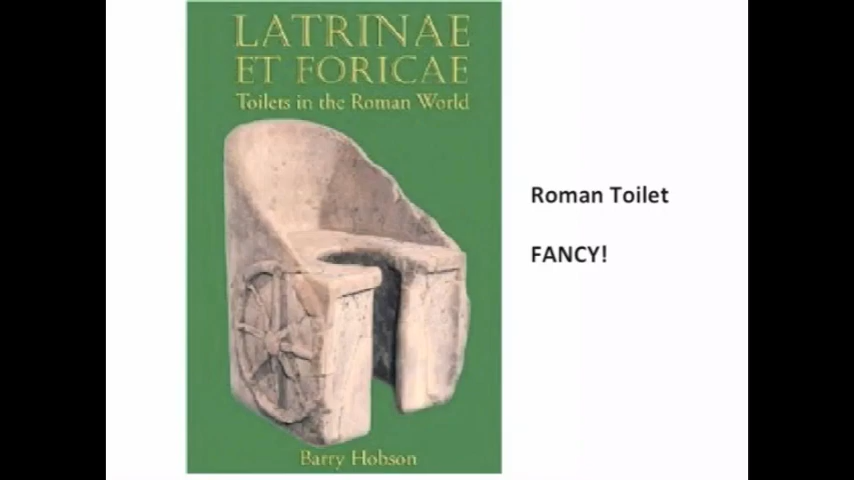 LATRINAE
ET FORICAE
Toilets in the Roman World
Roman Toilet
FANCY!
Barry Hobson